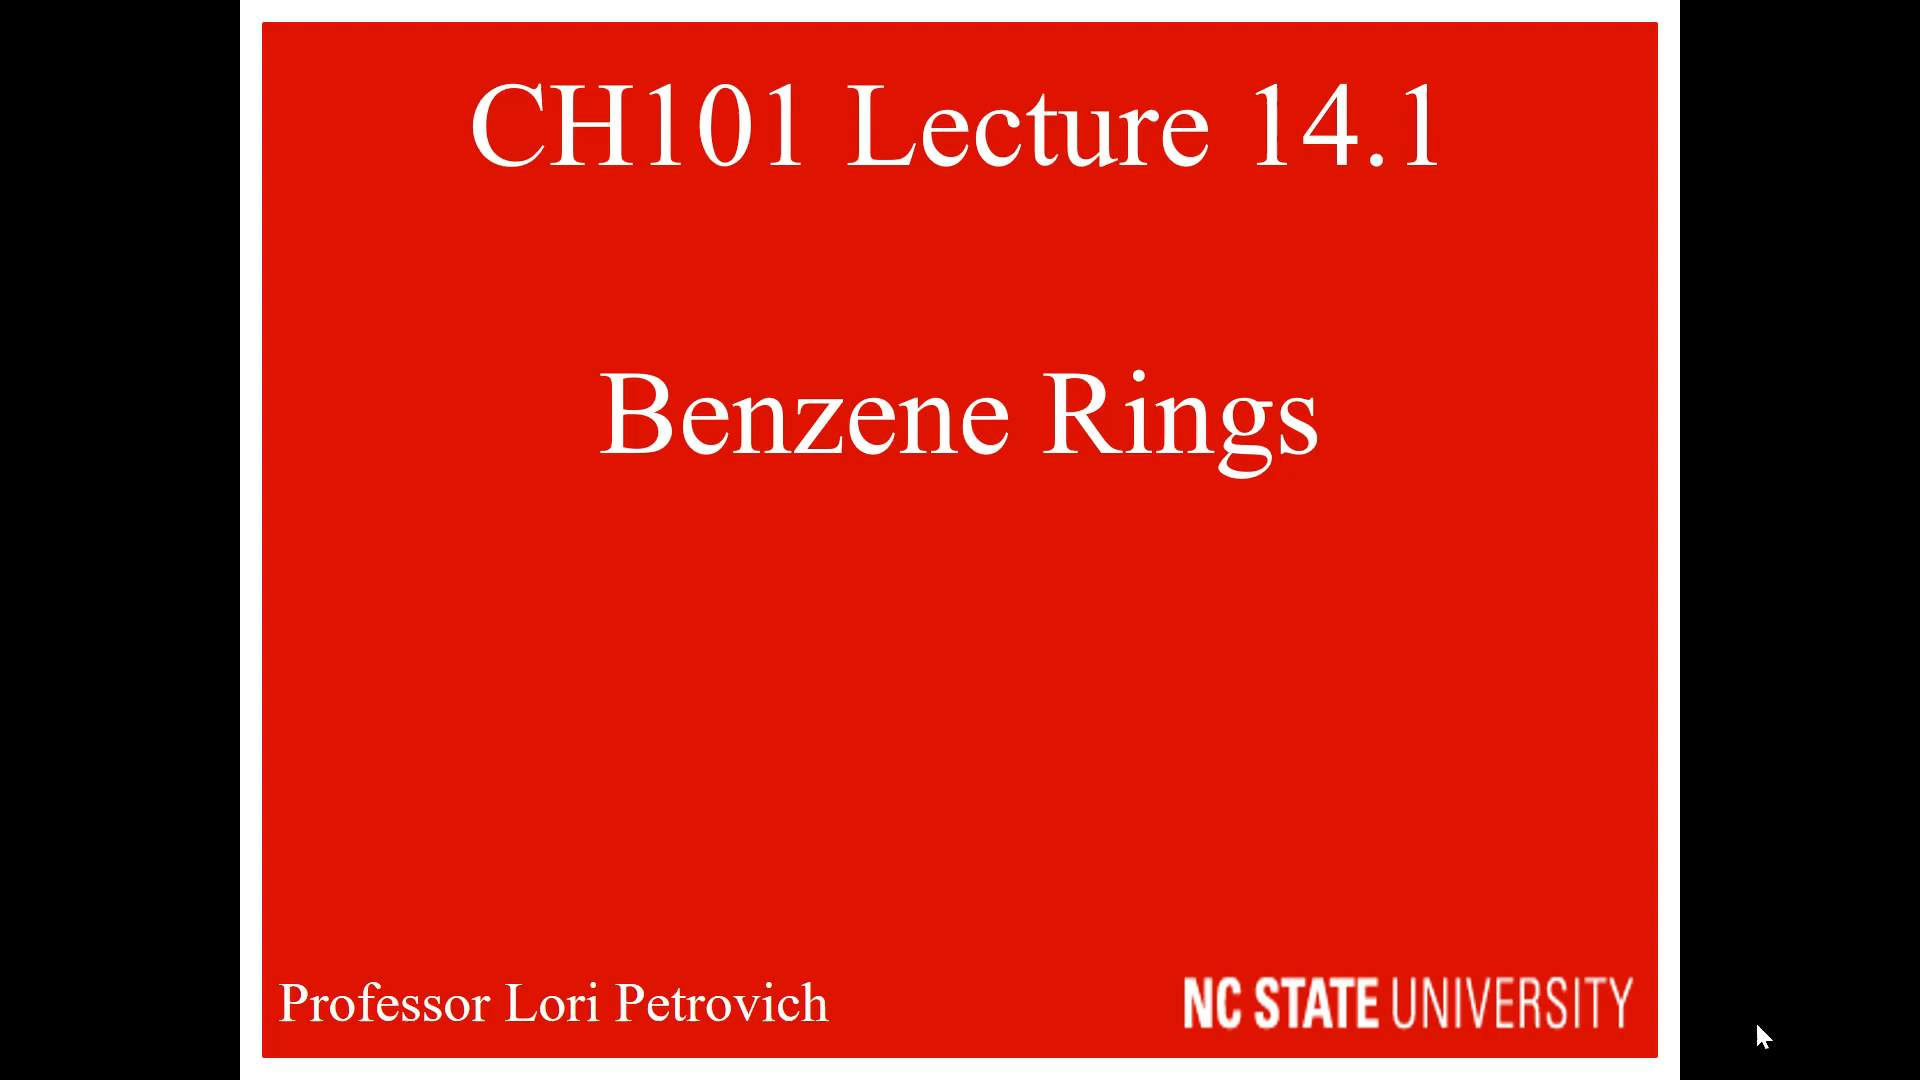 CH101 Lecture 14.1
Benzene Rings
Professor Lori Petrovich
NC STATE UNIVERSITY